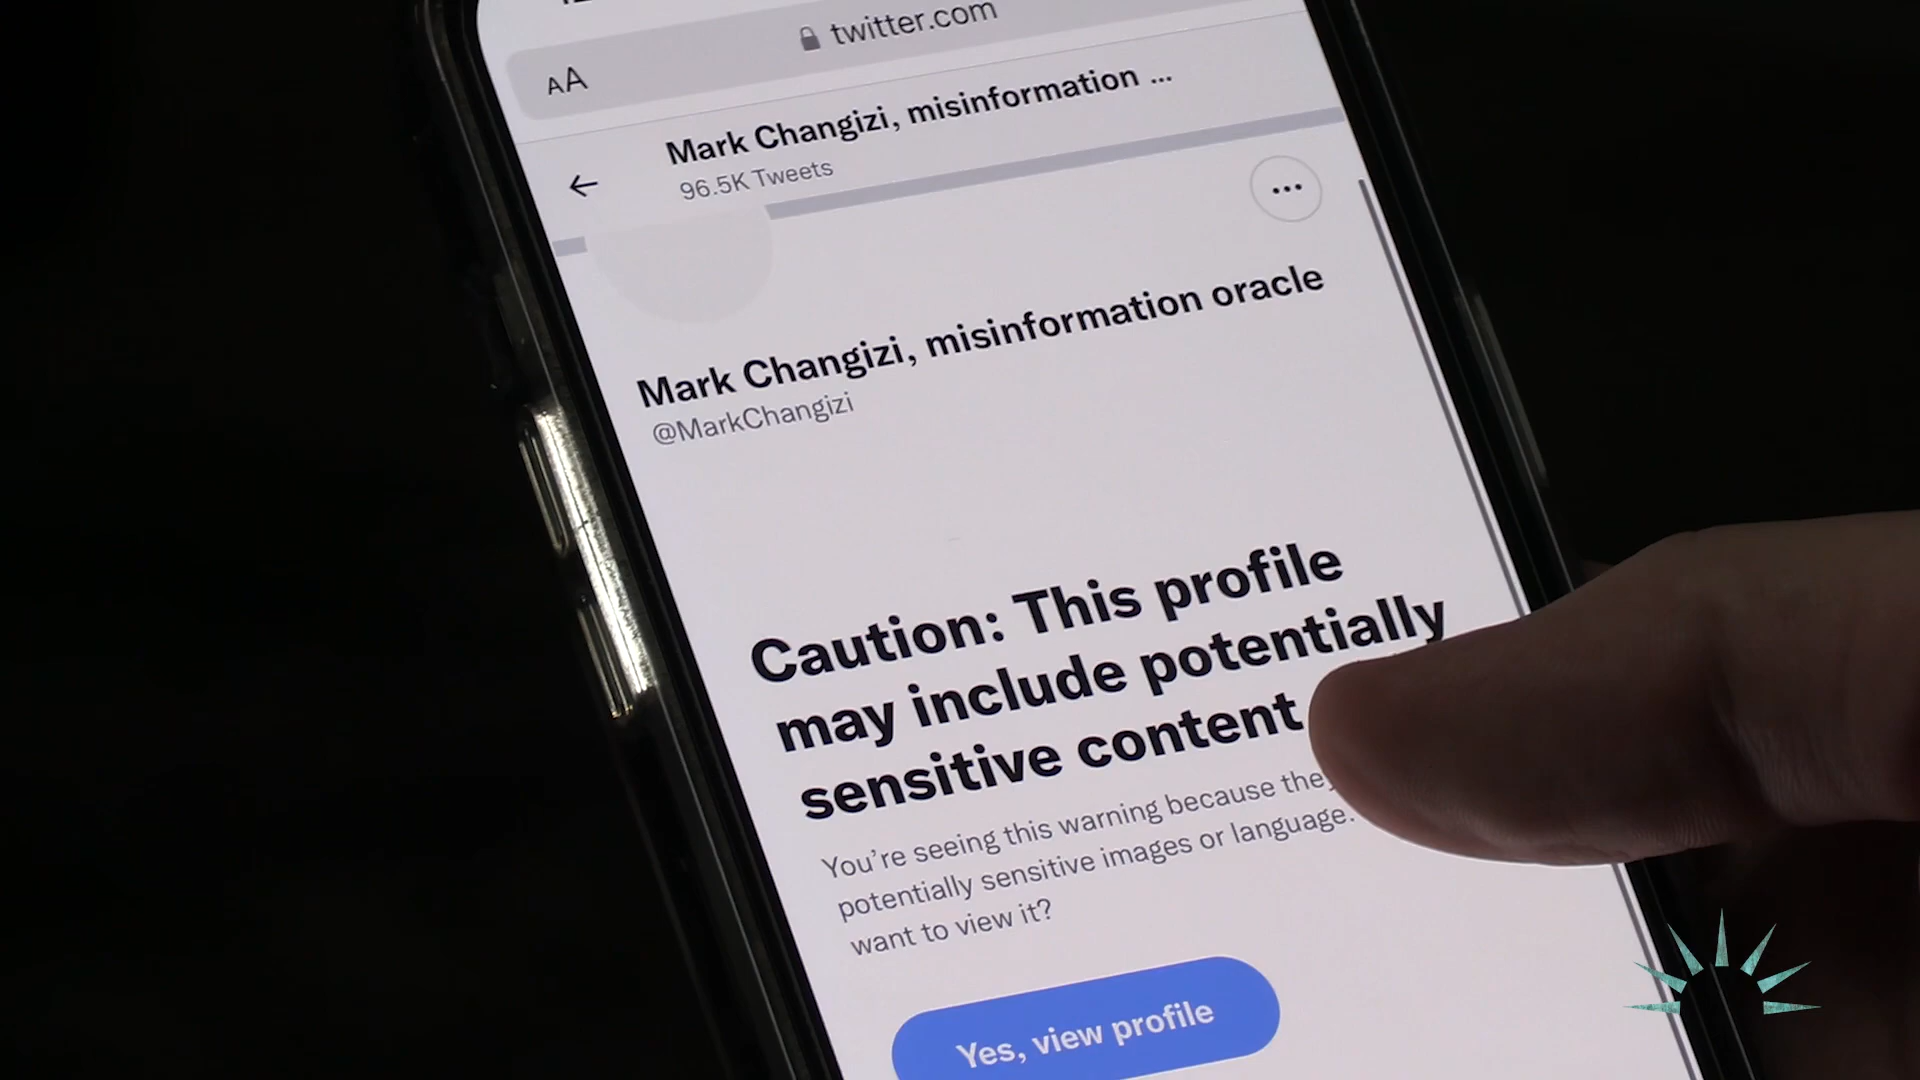 twitter.com
AA
Mark Changizi, misinformation ...
96.5K Tweets
Mark Changizi, misinformation oracle
@MarkChangizi
Caution: This profile
may include potentially
sensitive content
You’re seeing this warning because they
potentially sensitive images or language.
want to view it?
Yes, view profile